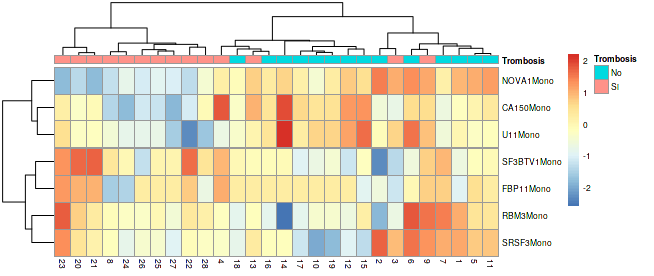 Trombosis
NOVA1Mono
CA150Mono
U11Mono
SF3BTV1Mono
FBP11Mono
RBM3Mono
SRSF3Mono
23 20 21 8 24 26 25 27 22 28 4 18 13 16 14 17 10 19 12 15 2 3 6 9 7 1 5 11
2
1
0
-1
-2
Trombosis
No
SI